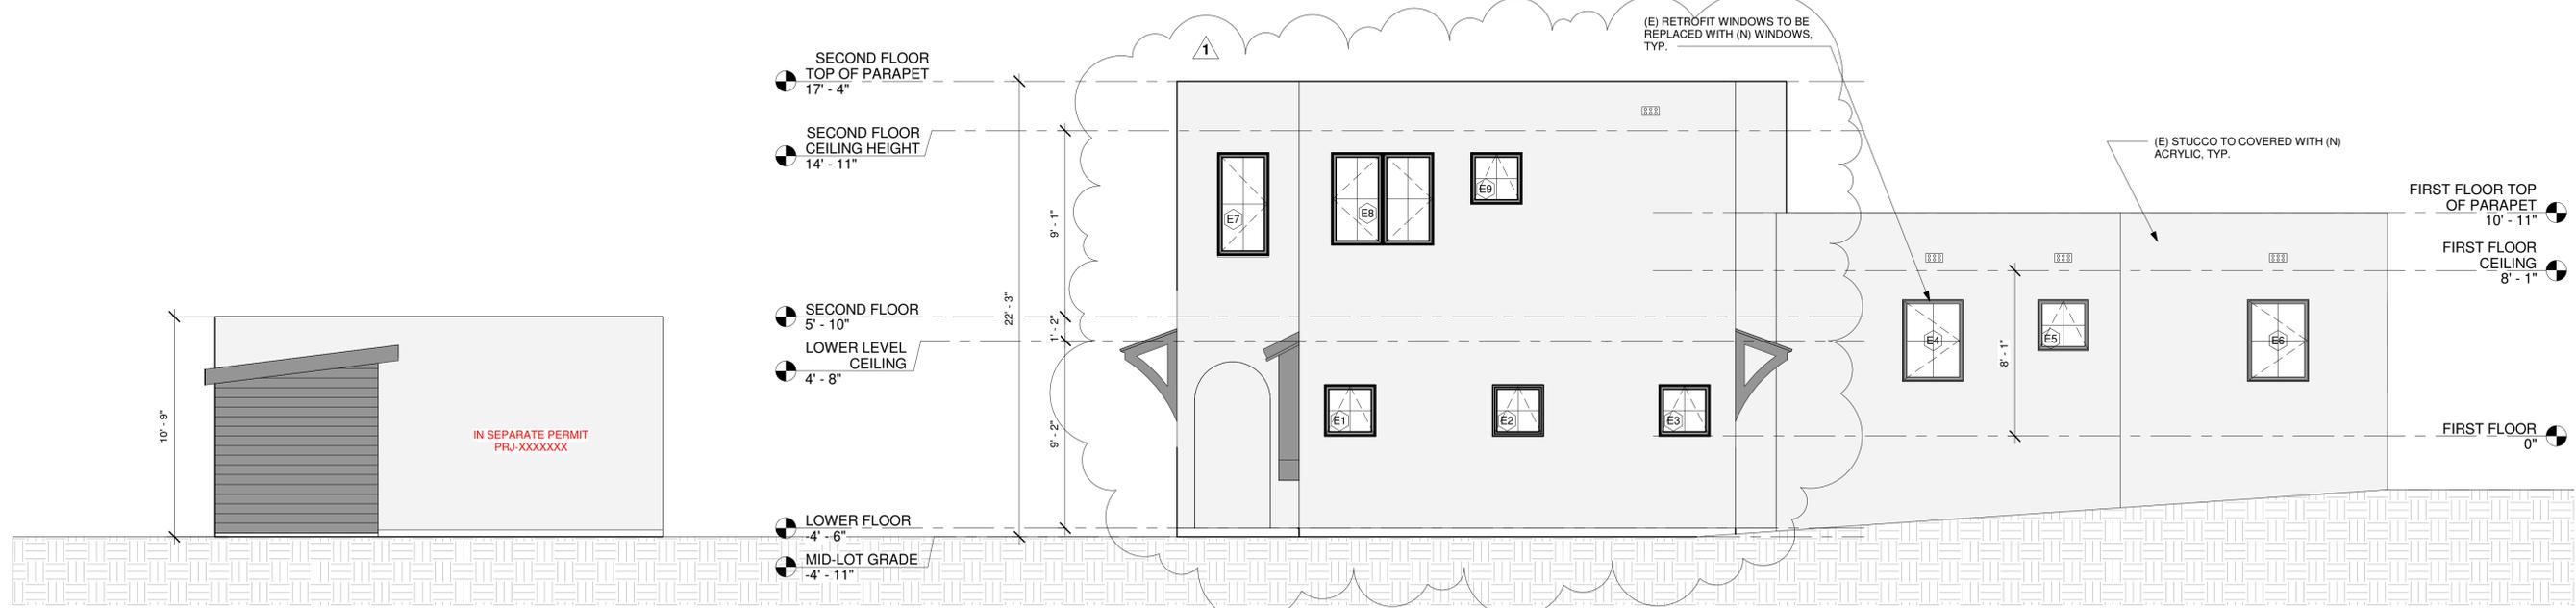 (E) RETROFIT WINDOWS TO BE
REPLACED WITH (N) WINDOWS,
TYP.
1
SECOND FLOOR
TOP OF PARAPET
17' - 4"
SECOND FLOOR
CEILING HEIGHT
14' - 11"
(E) STUCCO TO COVERED WITH (N)
ACRYLIC, TYP.
E9
E7
E8
FIRST FLOOR TOP
OF PARAPET
10' - 11"
9' - 1"
FIRST FLOOR
CEILING
8' - 1"
22' - 3"
SECOND FLOOR
5' - 10"
1' - 2"
LOWER LEVEL
CEILING
4' - 8"
E4
E5
E6
8' - 1"
10' - 9"
IN SEPARATE PERMIT
PRJ-XXXXXXX
9' - 2"
E1
E2
E3
FIRST FLOOR
0"
LOWER FLOOR
-4' - 6"
MID-LOT GRADE
-4' - 11"